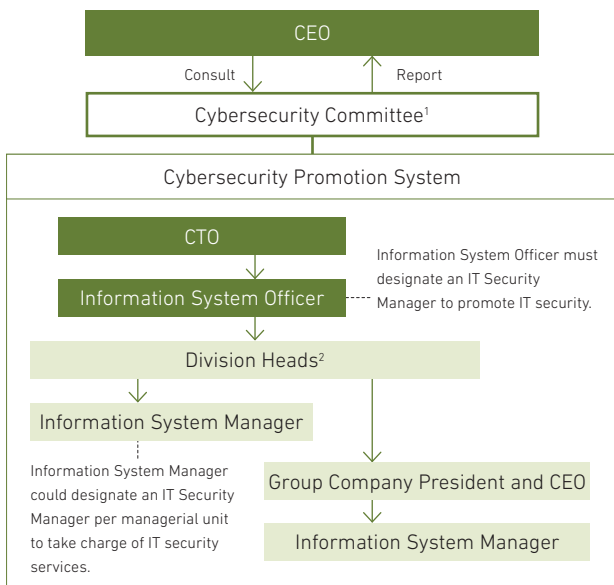 CEO
Consult
Report
Cybersecurity Committee¹
Cybersecurity Promotion System
CTO
Information System Officer must
designate an IT Security
Manager to promote IT security.
Information System Officer
Division Heads²
Information System Manager
Information System Manager
could designate an IT Security
Manager per managerial unit
to take charge of IT security
services.
Group Company President and CEO
Information System Manager